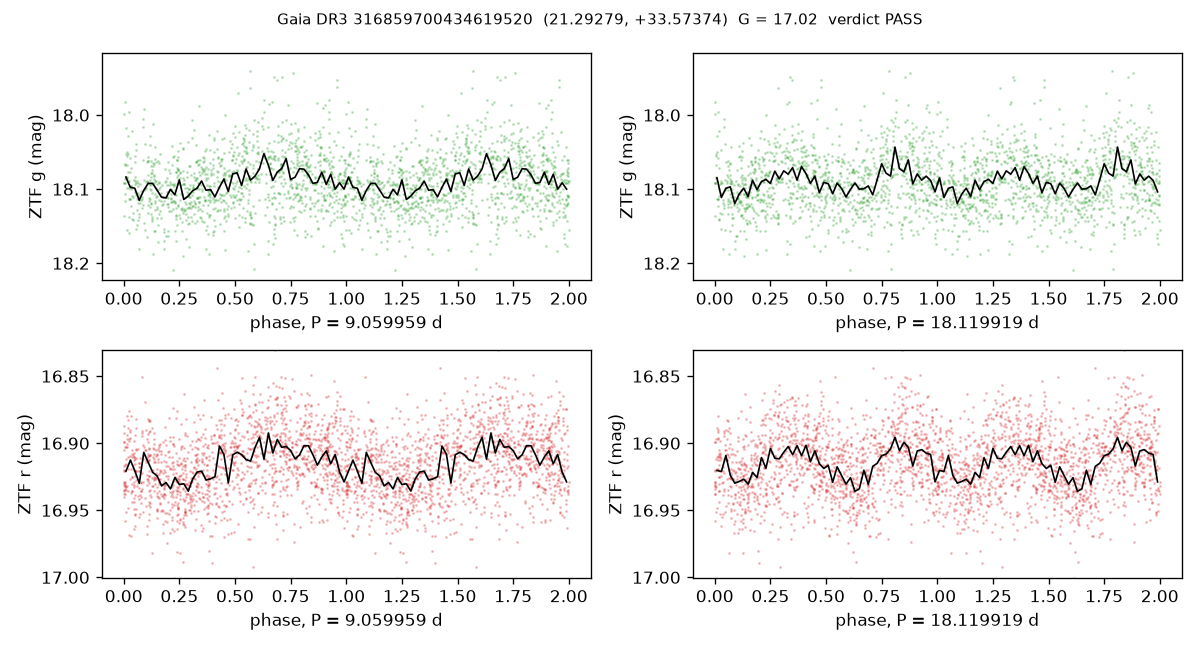 Gaia DR3 316859700434619520 (21.29279, +33.57374) G = 17.02 verdict PASS
ZTF g (mag)
18.0
18.1
18.2
0.00 0.25 0.50 0.75 1.00 1.25 1.50 1.75 2.00
phase, P = 9.059959 d
ZTF g (mag)
18.0
18.1
18.2
0.00 0.25 0.50 0.75 1.00 1.25 1.50 1.75 2.00
phase, P = 18.119919 d
ZTF r (mag)
16.85
16.90
16.95
17.00
0.00 0.25 0.50 0.75 1.00 1.25 1.50 1.75 2.00
phase, P = 9.059959 d
ZTF r (mag)
16.85
16.90
16.95
17.00
0.00 0.25 0.50 0.75 1.00 1.25 1.50 1.75 2.00
phase, P = 18.119919 d